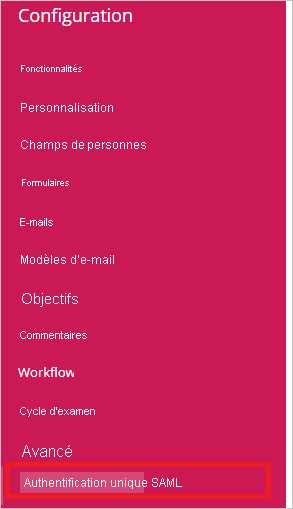 Configuration
Fonctionnalités
Personnalisation
Champs de personnes
Formulaires
E-mails
Modèles d'e-mail
Objectifs
Commentaires
Workflow
Cycle d'examen
Avancé
Authentification unique SAML